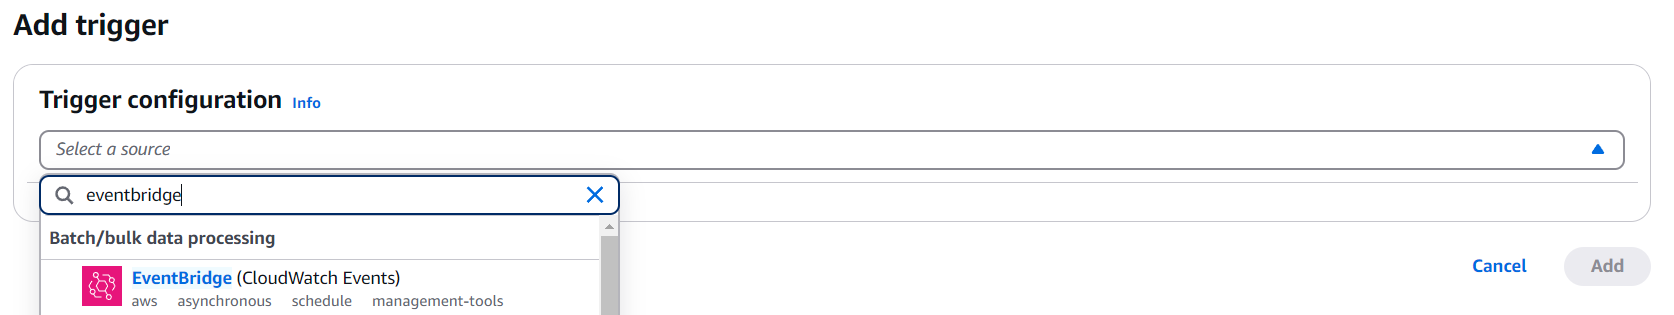 Add trigger
Trigger configuration Info
Select a source
eventbridge
Batch/bulk data processing
EventBridge (CloudWatch Events)
aws asynchronous schedule management-tools
Cancel Add